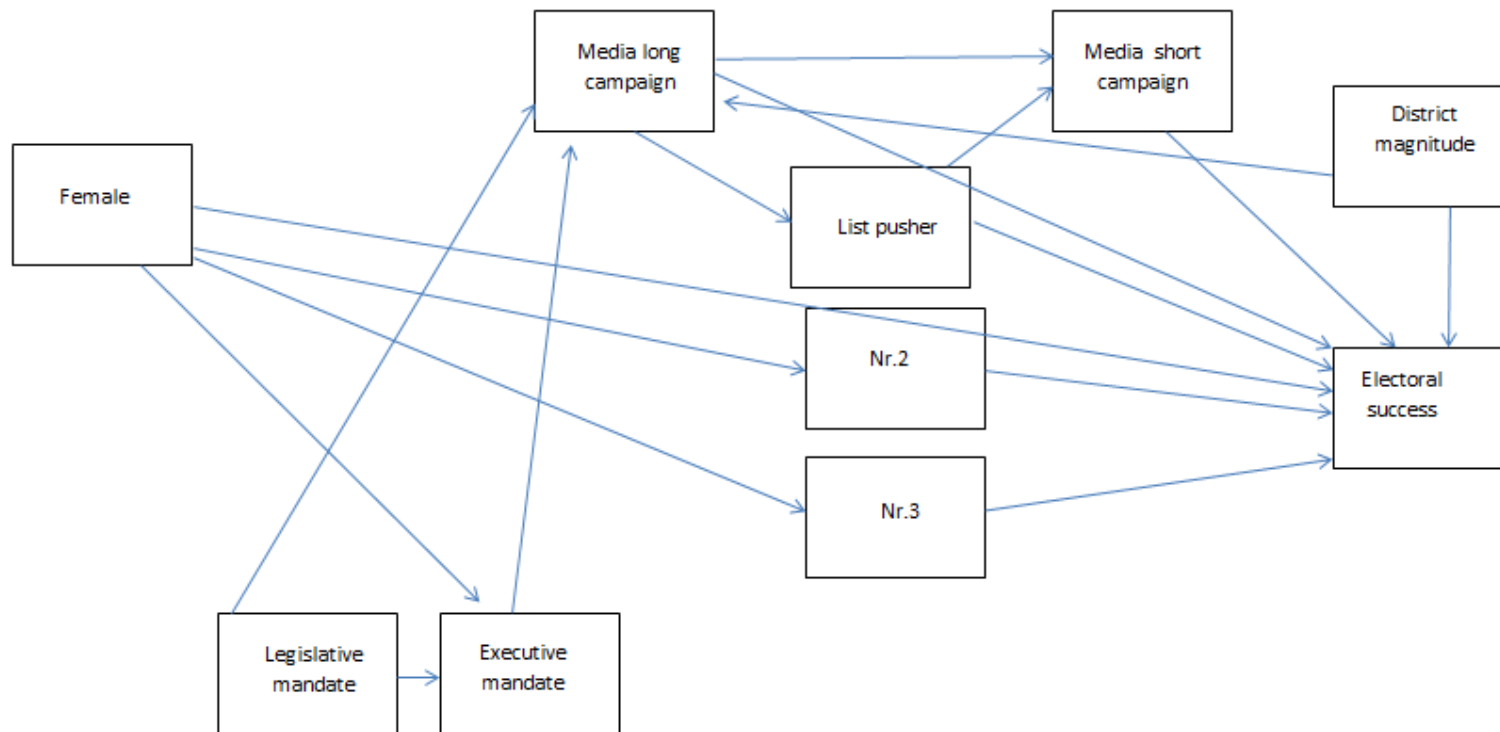 Media long
campaign
Media short
campaign
District
magnitude
Female
List pusher
Nr.2
Electoral
success
Nr.3
Legislative
mandate
Executive
mandate